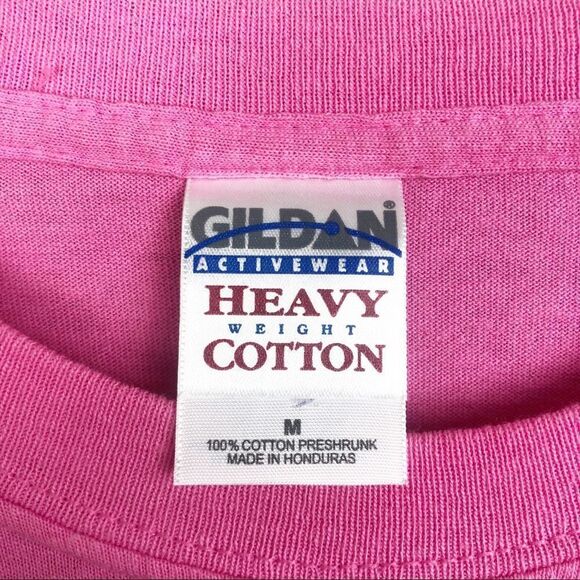 GILDAN®
ACTIVEWEAR
HEAVY
WEIGHT
COTTON
M
100% COTTON PRESHRUNK
MADE IN HONDURAS